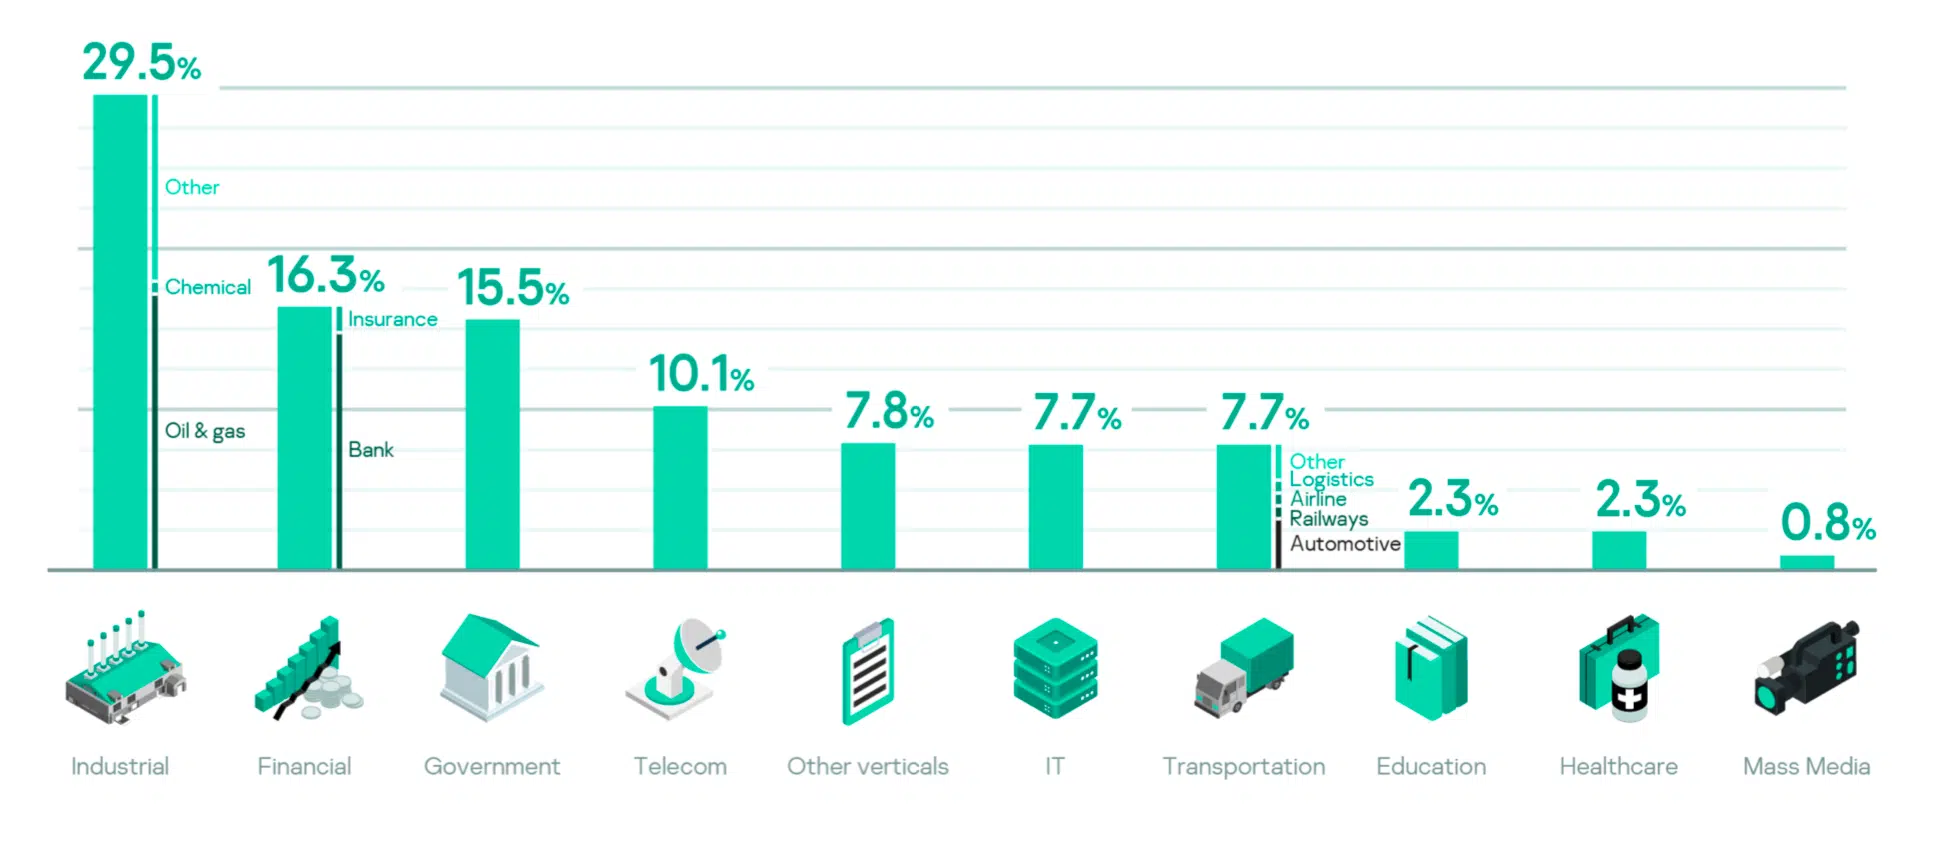 29.5%
Other
Chemical
Oil & gas
16.3%
Insurance
Bank
15.5%
10.1%
7.8%
7.7%
7.7%
Other
Logistics
Airline
Railways
Automotive
2.3%
2.3%
0.8%
Industrial
Financial
Government
Telecom
Other verticals
IT
Transportation
Education
Healthcare
Mass Media